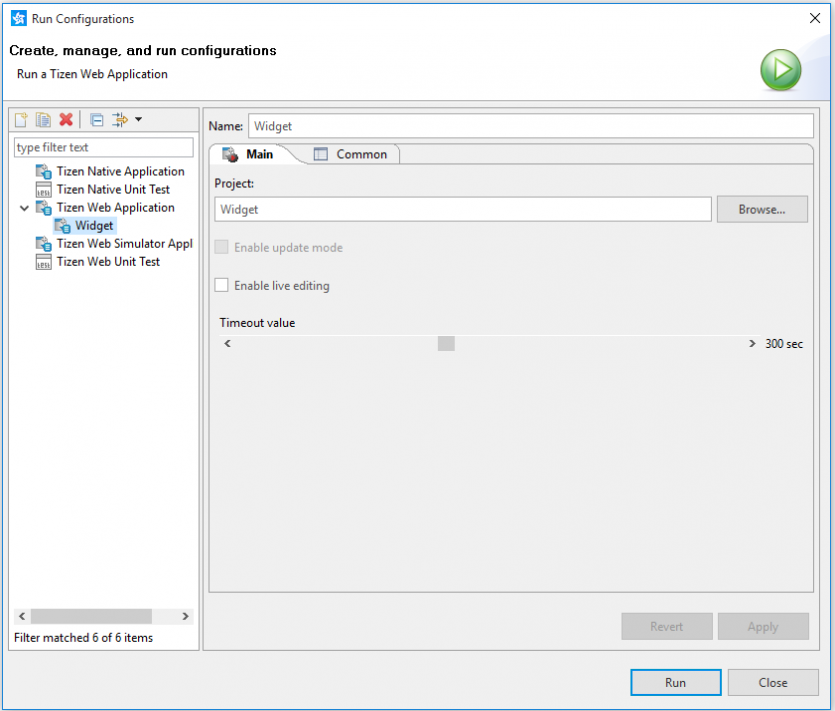 Run Configurations
Create, manage, and run configurations
Run a Tizen Web Application
Name: Widget
type filter text
Main Common
Tizen Native Application
Tizen Native Unit Test
Tizen Web Application
Widget
Tizen Web Simulator Appl
Tizen Web Unit Test
Project:
Widget Browse...
Enable update mode
Enable live editing
Timeout value
300 sec
Filter matched 6 of 6 items
Revert Apply
Run Close